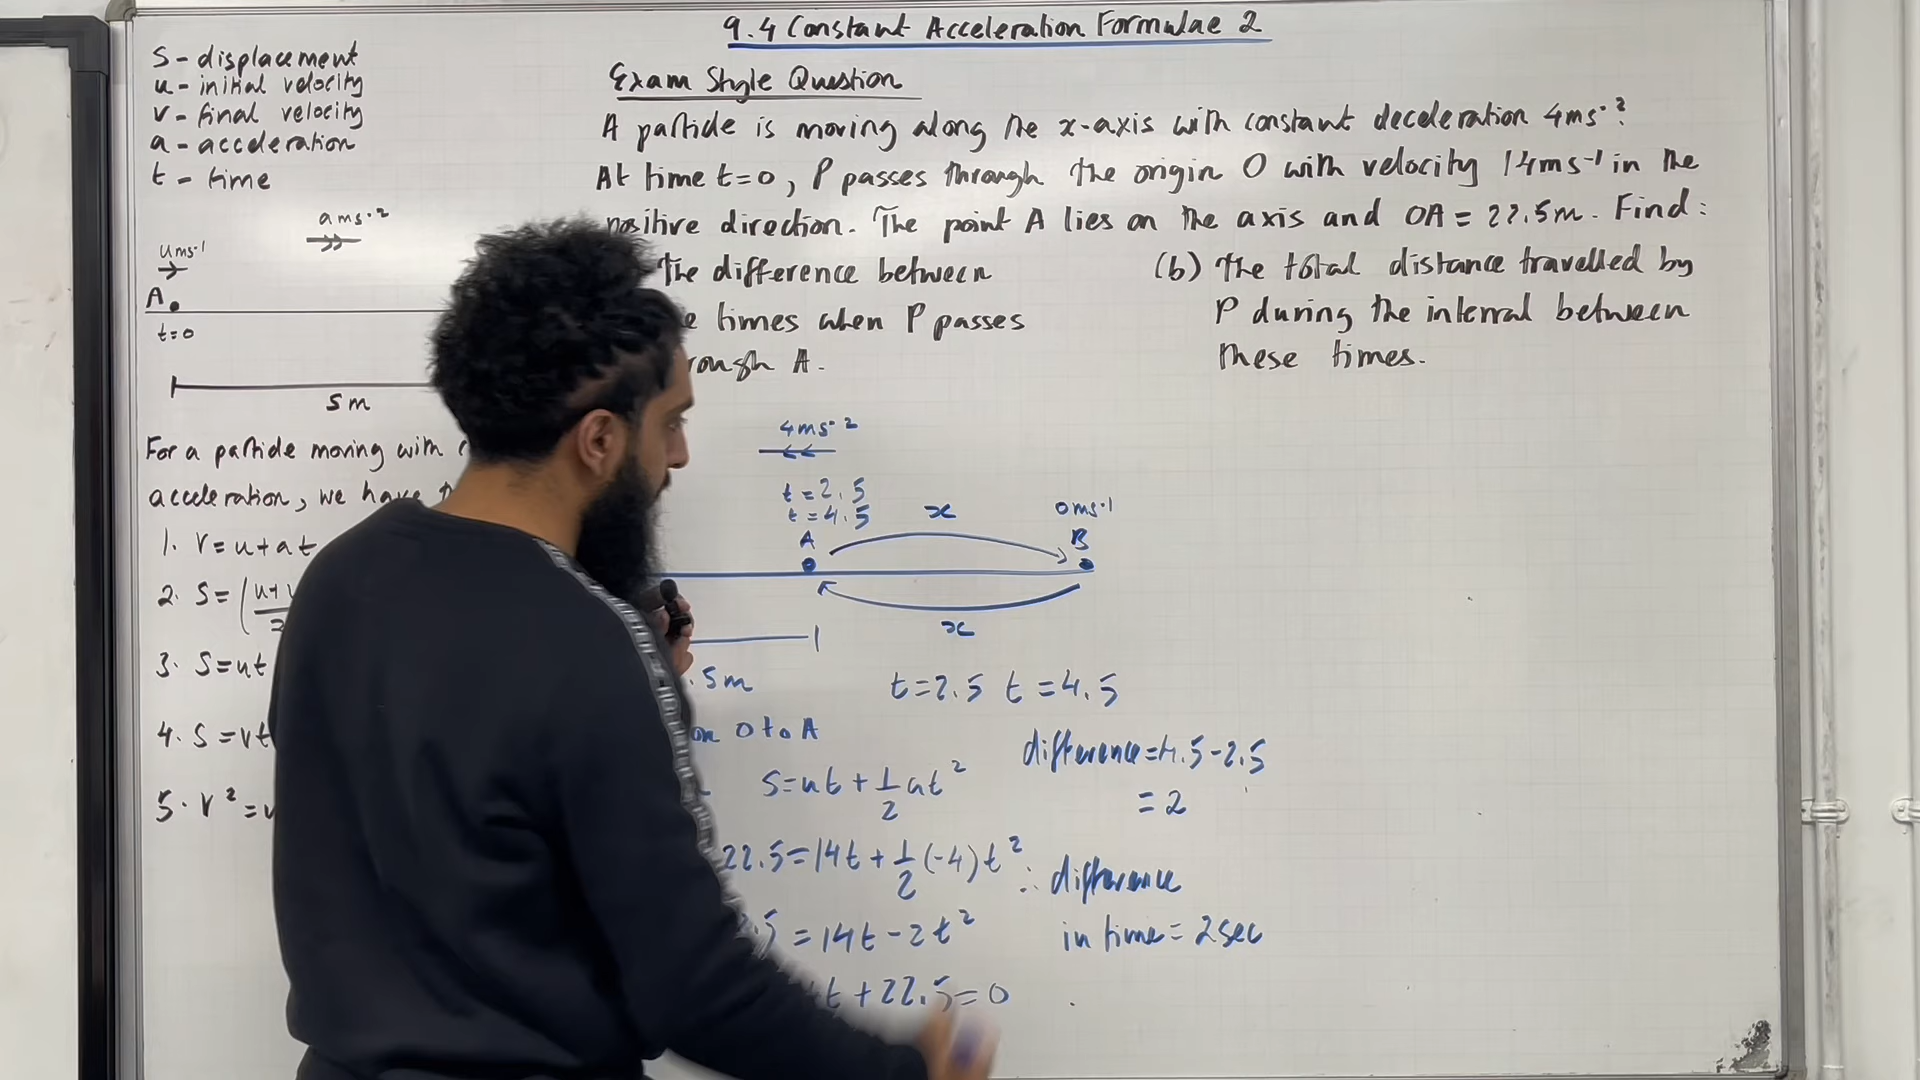 9.4 Constant Acceleration Formulae 2
S - displacement
u - initial velocity
v - final velocity
a - acceleration
t - time
ams-2
ums-1
A
t=0
Sm
For a particle moving with
acceleration, we have
1. V=u+at
2. S=(u+
2
3. S=ut
4. S=vt
5. V²=
Exam Style Question
A particle is moving along the x-axis with constant deceleration 4ms-2.
At time t=0, P passes through the origin O with velocity 14ms-1 in the
positive direction. The point A lies on the axis and OA = 22.5m. Find:
The difference between
times when P passes
A.
(b) The total distance travelled by
P during the interval between
these times.
4ms-2
t=2.5
t=4.5
x
0ms-1
A
B
x
.5m
t=2.5 t=4.5
O to A
S=ut+1/2at²
22.5=14t+1/2(-4)t²
=14t-2t²
t+22.5=0
difference=4.5-2.5
=2
∴ difference
in time=2sec